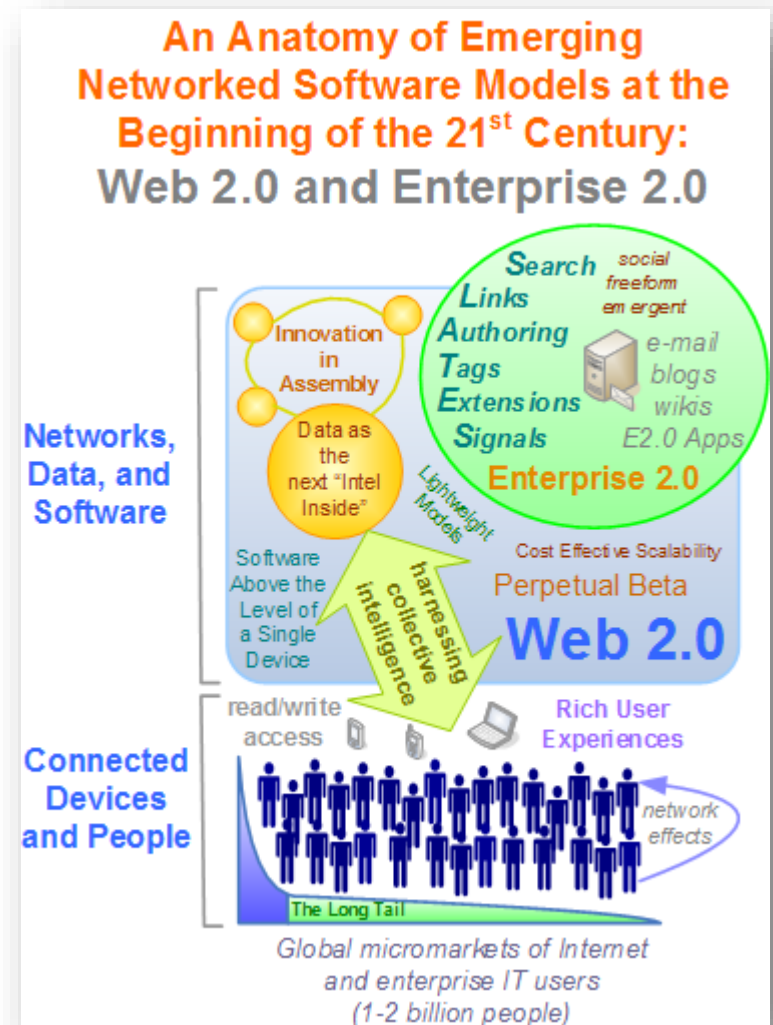 An Anatomy of Emerging
Networked Software Models at the
Beginning of the 21st Century:
Web 2.0 and Enterprise 2.0
Networks,
Data, and
Software
Innovation
in
Assembly
Data as
the
next "Intel
Inside"
Search
Links
Authoring
Tags
Extensions
Signals
social
freeform
emergent
e-mail
blogs
wikis
E2.0 Apps
Enterprise 2.0
Lightweight
Models
Software
Above the
Level of
a Single
Device
harnessing
collective
intelligence
Cost Effective Scalability
Perpetual Beta
Web 2.0
Connected
Devices
and People
read/write
access
Rich User
Experiences
network
effects
The Long Tail
Global micromarkets of Internet
and enterprise IT users
(1-2 billion people)